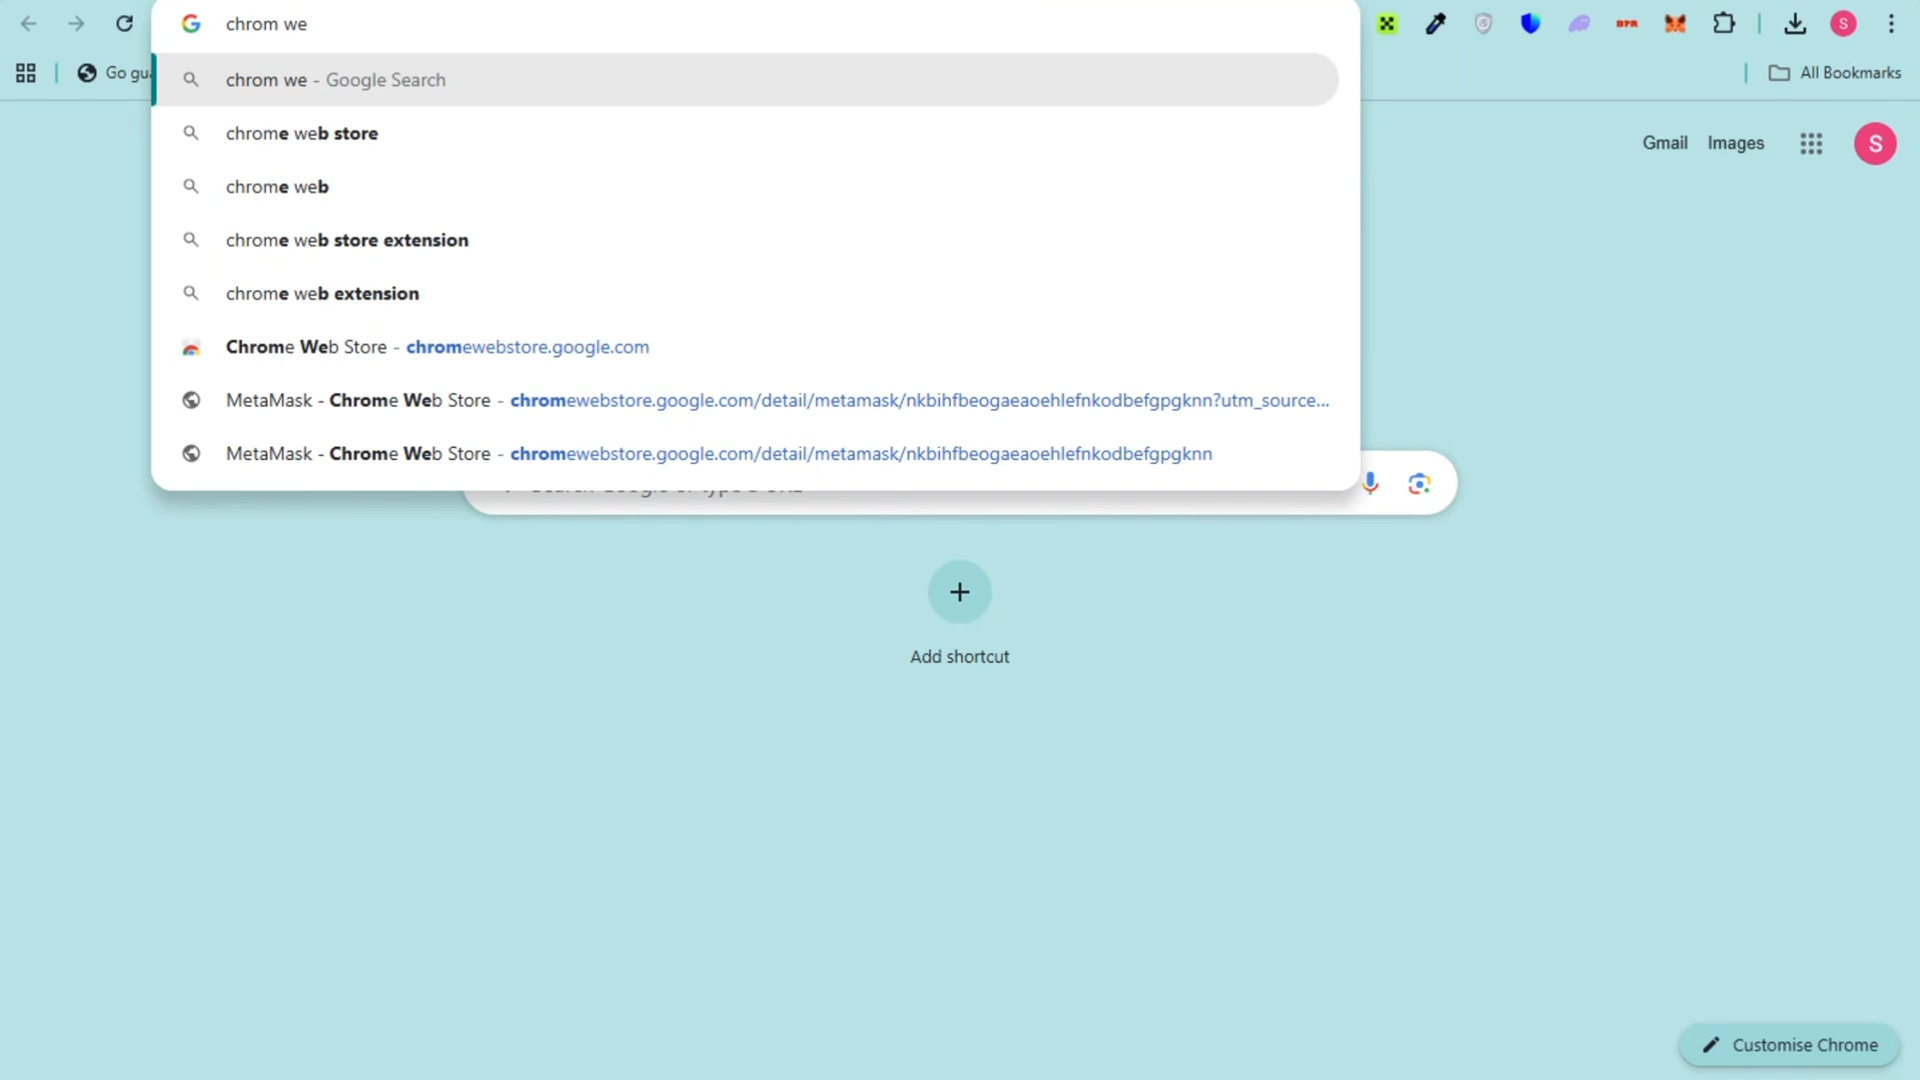 chrom we
Go gu
All Bookmarks
chrom we - Google Search
chrome web store
Gmail Images S
chrome web
chrome web store extension
chrome web extension
Chrome Web Store - chromewebstore.google.com
MetaMask - Chrome Web Store - chromewebstore.google.com/detail/metamask/nkbihfbeogaeaoehlefnkodbefgpgknn?utm_source...
MetaMask - Chrome Web Store - chromewebstore.google.com/detail/metamask/nkbihfbeogaeaoehlefnkodbefgpgknn
Add shortcut
Customise Chrome